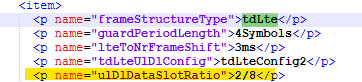 <item>
<p name="frameStructureType">tdLte</p>
<p name="guardPeriodLength">4Symbols</p>
<p name="lteToNrFrameShift">3ms</p>
<p name="tdLteUlDlConfig">tdLteConfig2</p>
<p name="ulDlDataSlotRatio">2/8</p>